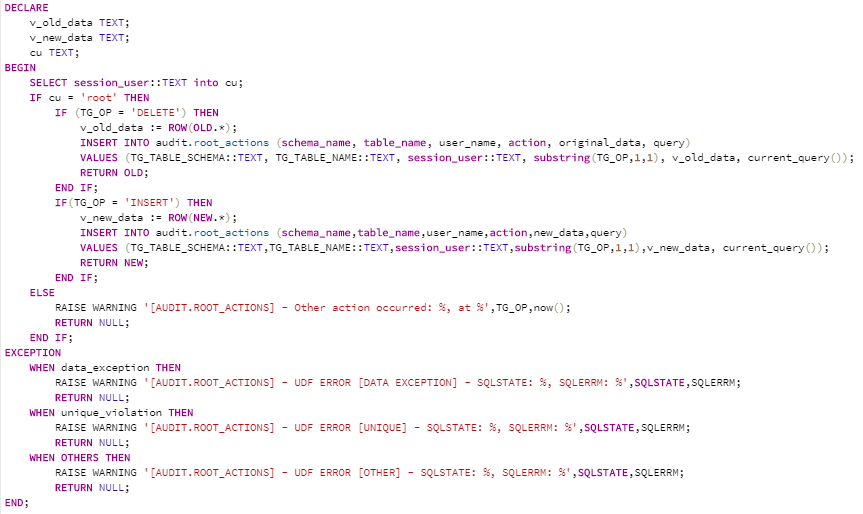 DECLARE
    v_old_data TEXT;
    v_new_data TEXT;
    cu TEXT;
BEGIN
    SELECT session_user::TEXT into cu;
    IF cu = 'root' THEN
        IF (TG_OP = 'DELETE') THEN
            v_old_data := ROW(OLD.*);
            INSERT INTO audit.root_actions (schema_name, table_name, user_name, action, original_data, query)
            VALUES (TG_TABLE_SCHEMA::TEXT, TG_TABLE_NAME::TEXT, session_user::TEXT, substring(TG_OP,1,1), v_old_data, current_query());
            RETURN OLD;
        END IF;
        IF(TG_OP = 'INSERT') THEN
            v_new_data := ROW(NEW.*);
            INSERT INTO audit.root_actions (schema_name,table_name,user_name,action,new_data,query)
            VALUES (TG_TABLE_SCHEMA::TEXT,TG_TABLE_NAME::TEXT,session_user::TEXT,substring(TG_OP,1,1),v_new_data, current_query());
            RETURN NEW;
        END IF;
    ELSE
        RAISE WARNING '[AUDIT.ROOT_ACTIONS] - Other action occurred: %, at %',TG_OP,now();
        RETURN NULL;
    END IF;
EXCEPTION
    WHEN data_exception THEN
        RAISE WARNING '[AUDIT.ROOT_ACTIONS] - UDF ERROR [DATA EXCEPTION] - SQLSTATE: %, SQLERRM: %',SQLSTATE,SQLERRM;
        RETURN NULL;
    WHEN unique_violation THEN
        RAISE WARNING '[AUDIT.ROOT_ACTIONS] - UDF ERROR [UNIQUE] - SQLSTATE: %, SQLERRM: %',SQLSTATE,SQLERRM;
        RETURN NULL;
    WHEN OTHERS THEN
        RAISE WARNING '[AUDIT.ROOT_ACTIONS] - UDF ERROR [OTHER] - SQLSTATE: %, SQLERRM: %',SQLSTATE,SQLERRM;
        RETURN NULL;
END;